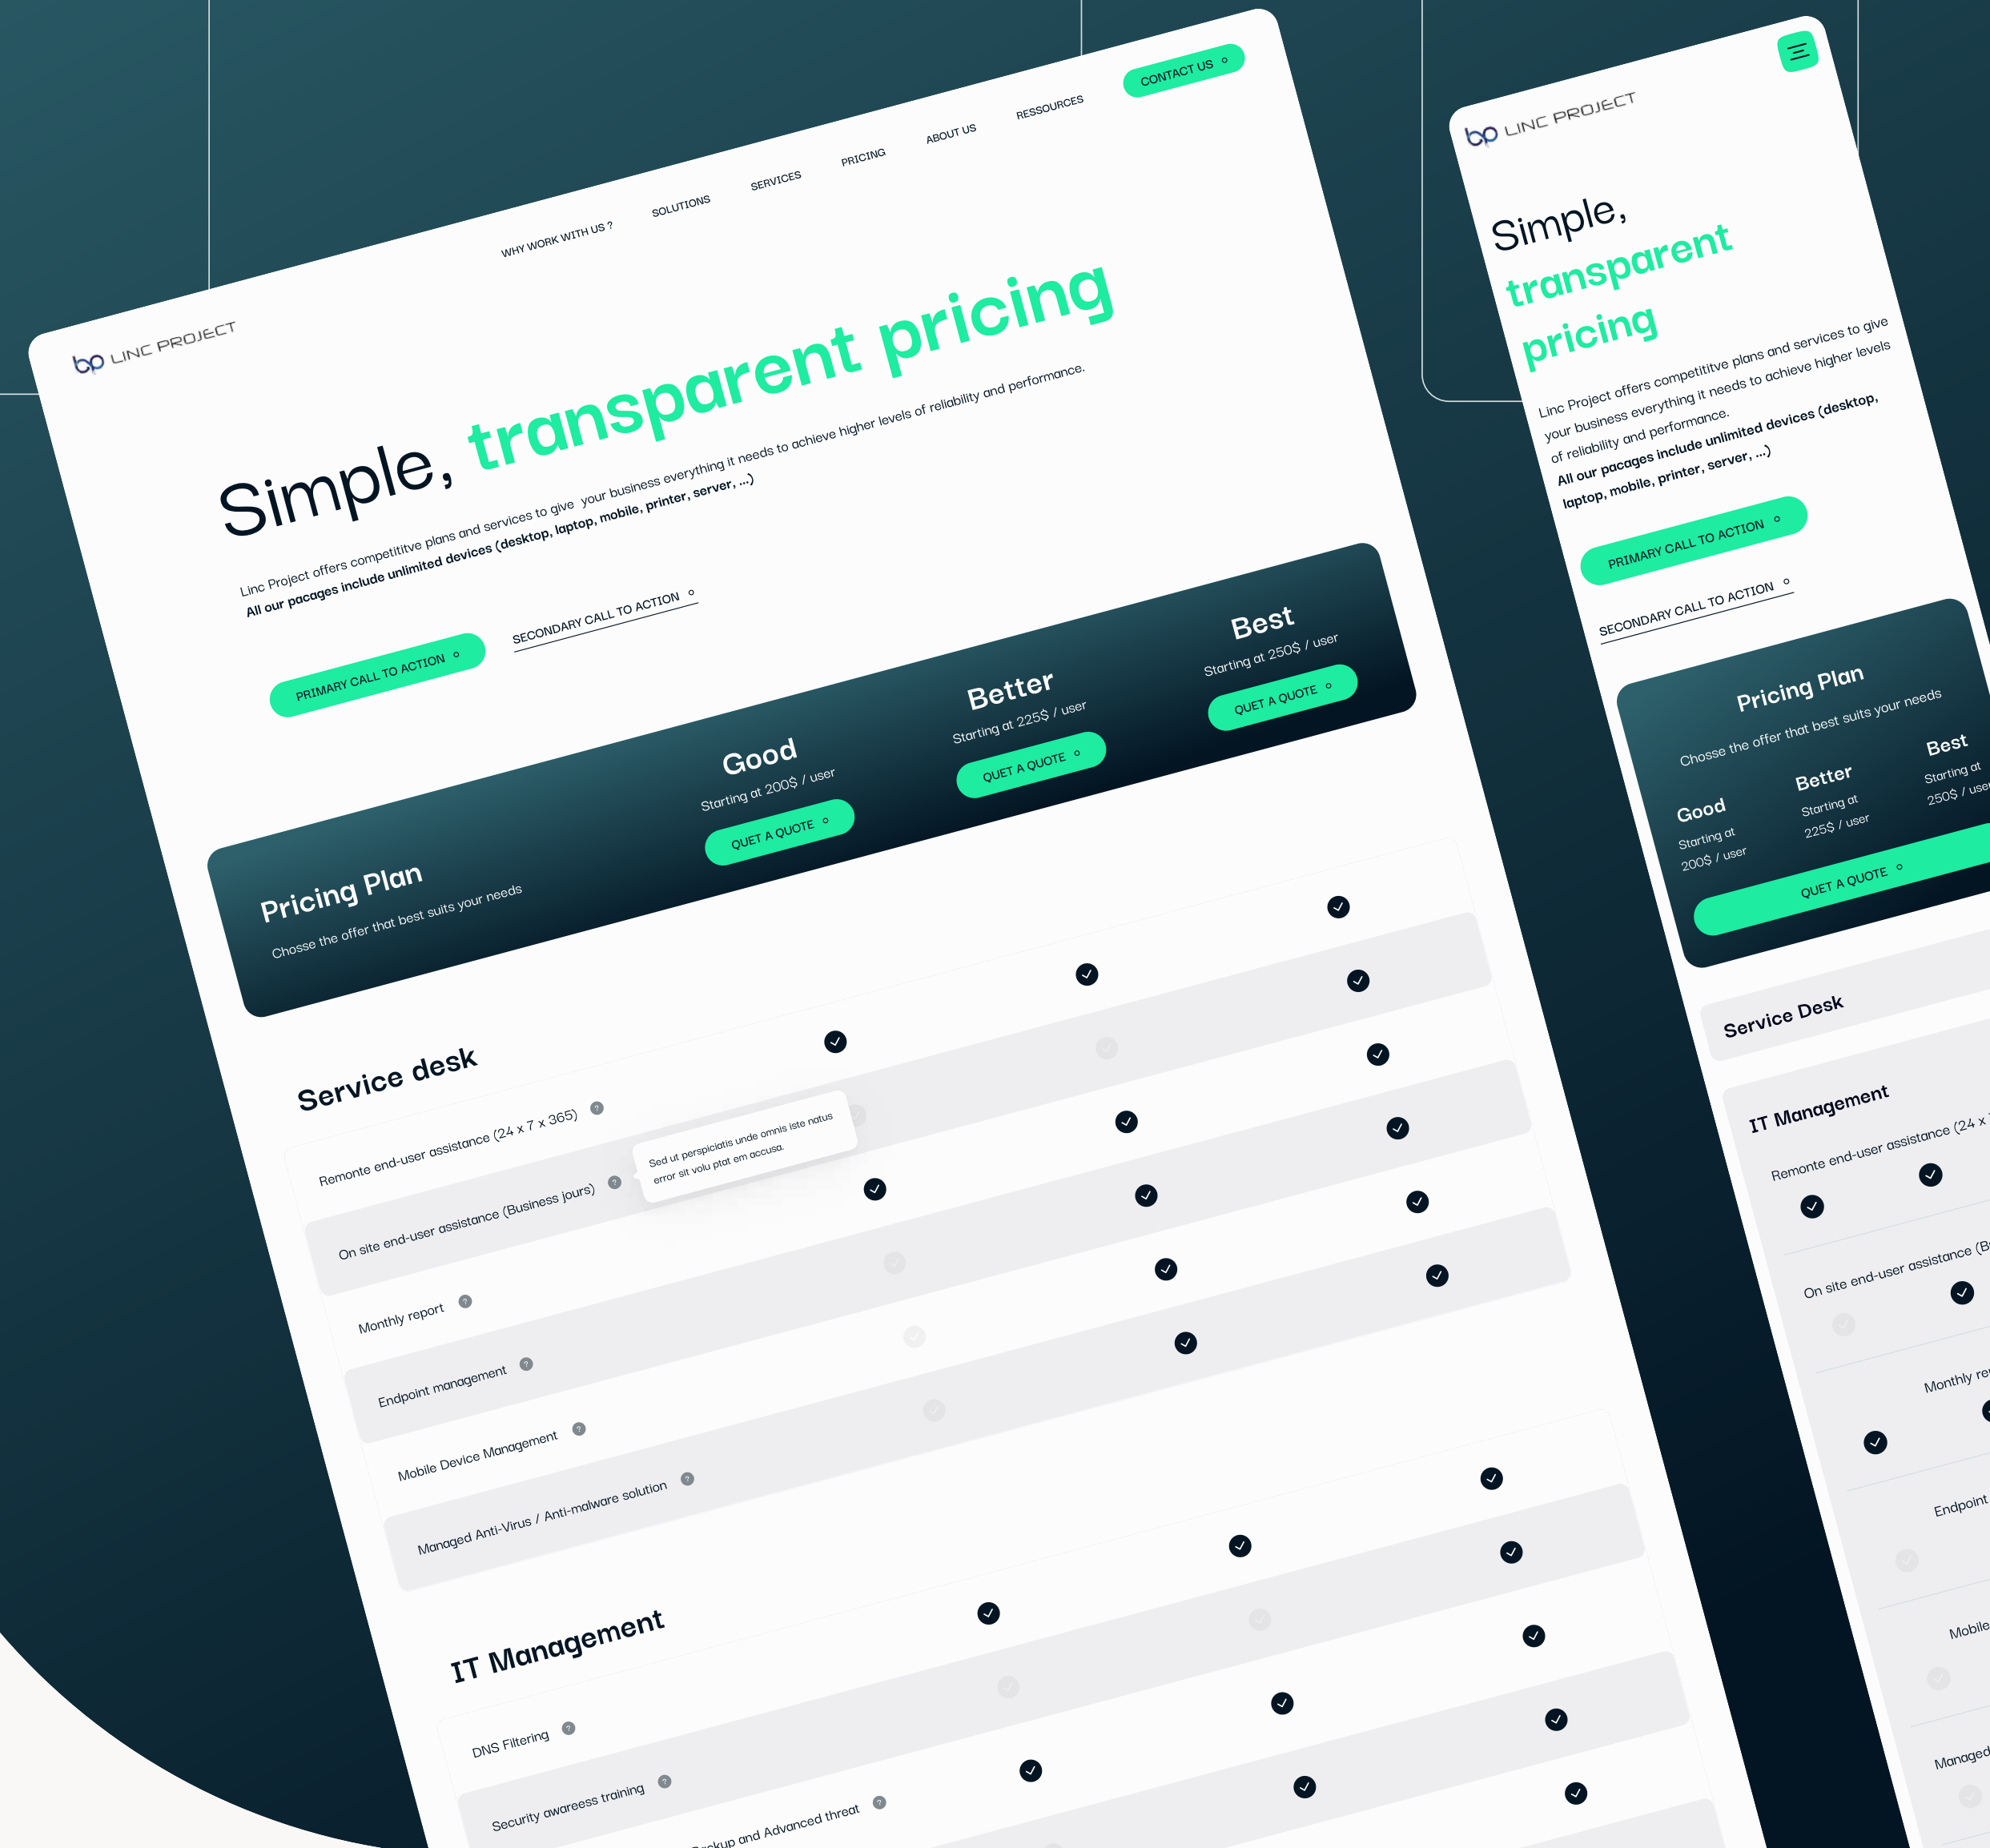 WHY WORK WITH US ?
SOLUTIONS
SERVICES
PRICING
ABOUT US
RESSOURCES
CONTACT US
LINC PROJECT
Simple, transparent pricing
Linc Project offers competititve plans and services to give your business everything it needs to achieve higher levels of reliability and performance.
All our pacages include unlimited devices (desktop, laptop, mobile, printer, server, ...)
PRIMARY CALL TO ACTION
SECONDARY CALL TO ACTION
Pricing Plan
Chosse the offer that best suits your needs
Good
Starting at 200$ / user
QUET A QUOTE
Better
Starting at 225$ / user
QUET A QUOTE
Best
Starting at 250$ / user
QUET A QUOTE
Service desk
Remonte end-user assistance (24 x 7 x 365) ?
On site end-user assistance (Business jours) ?
Sed ut perspiciatis unde omnis iste natus
error sit volu ptat em accusa.
Monthly report ?
Endpoint management ?
Mobile Device Management ?
Managed Anti-Virus / Anti-malware solution ?
IT Management
DNS Filtering ?
Security awareess training ?
and Advanced threat ?
LINC PROJECT
Simple,
transparent
pricing
Linc Project offers competititve plans and services to give
your business everything it needs to achieve higher levels
of reliability and performance.
All our pacages include unlimited devices (desktop,
laptop, mobile, printer, server, ...)
PRIMARY CALL TO ACTION
SECONDARY CALL TO ACTION
Pricing Plan
Chosse the offer that best suits your needs
Good
Starting at
200$ / user
Better
Starting at
225$ / user
Best
Starting at
250$ / user
QUET A QUOTE
Service Desk
IT Management
Remonte end-user assistance (24 x
On site end-user assistance
Monthly
Endpoint
Mobile
Managed